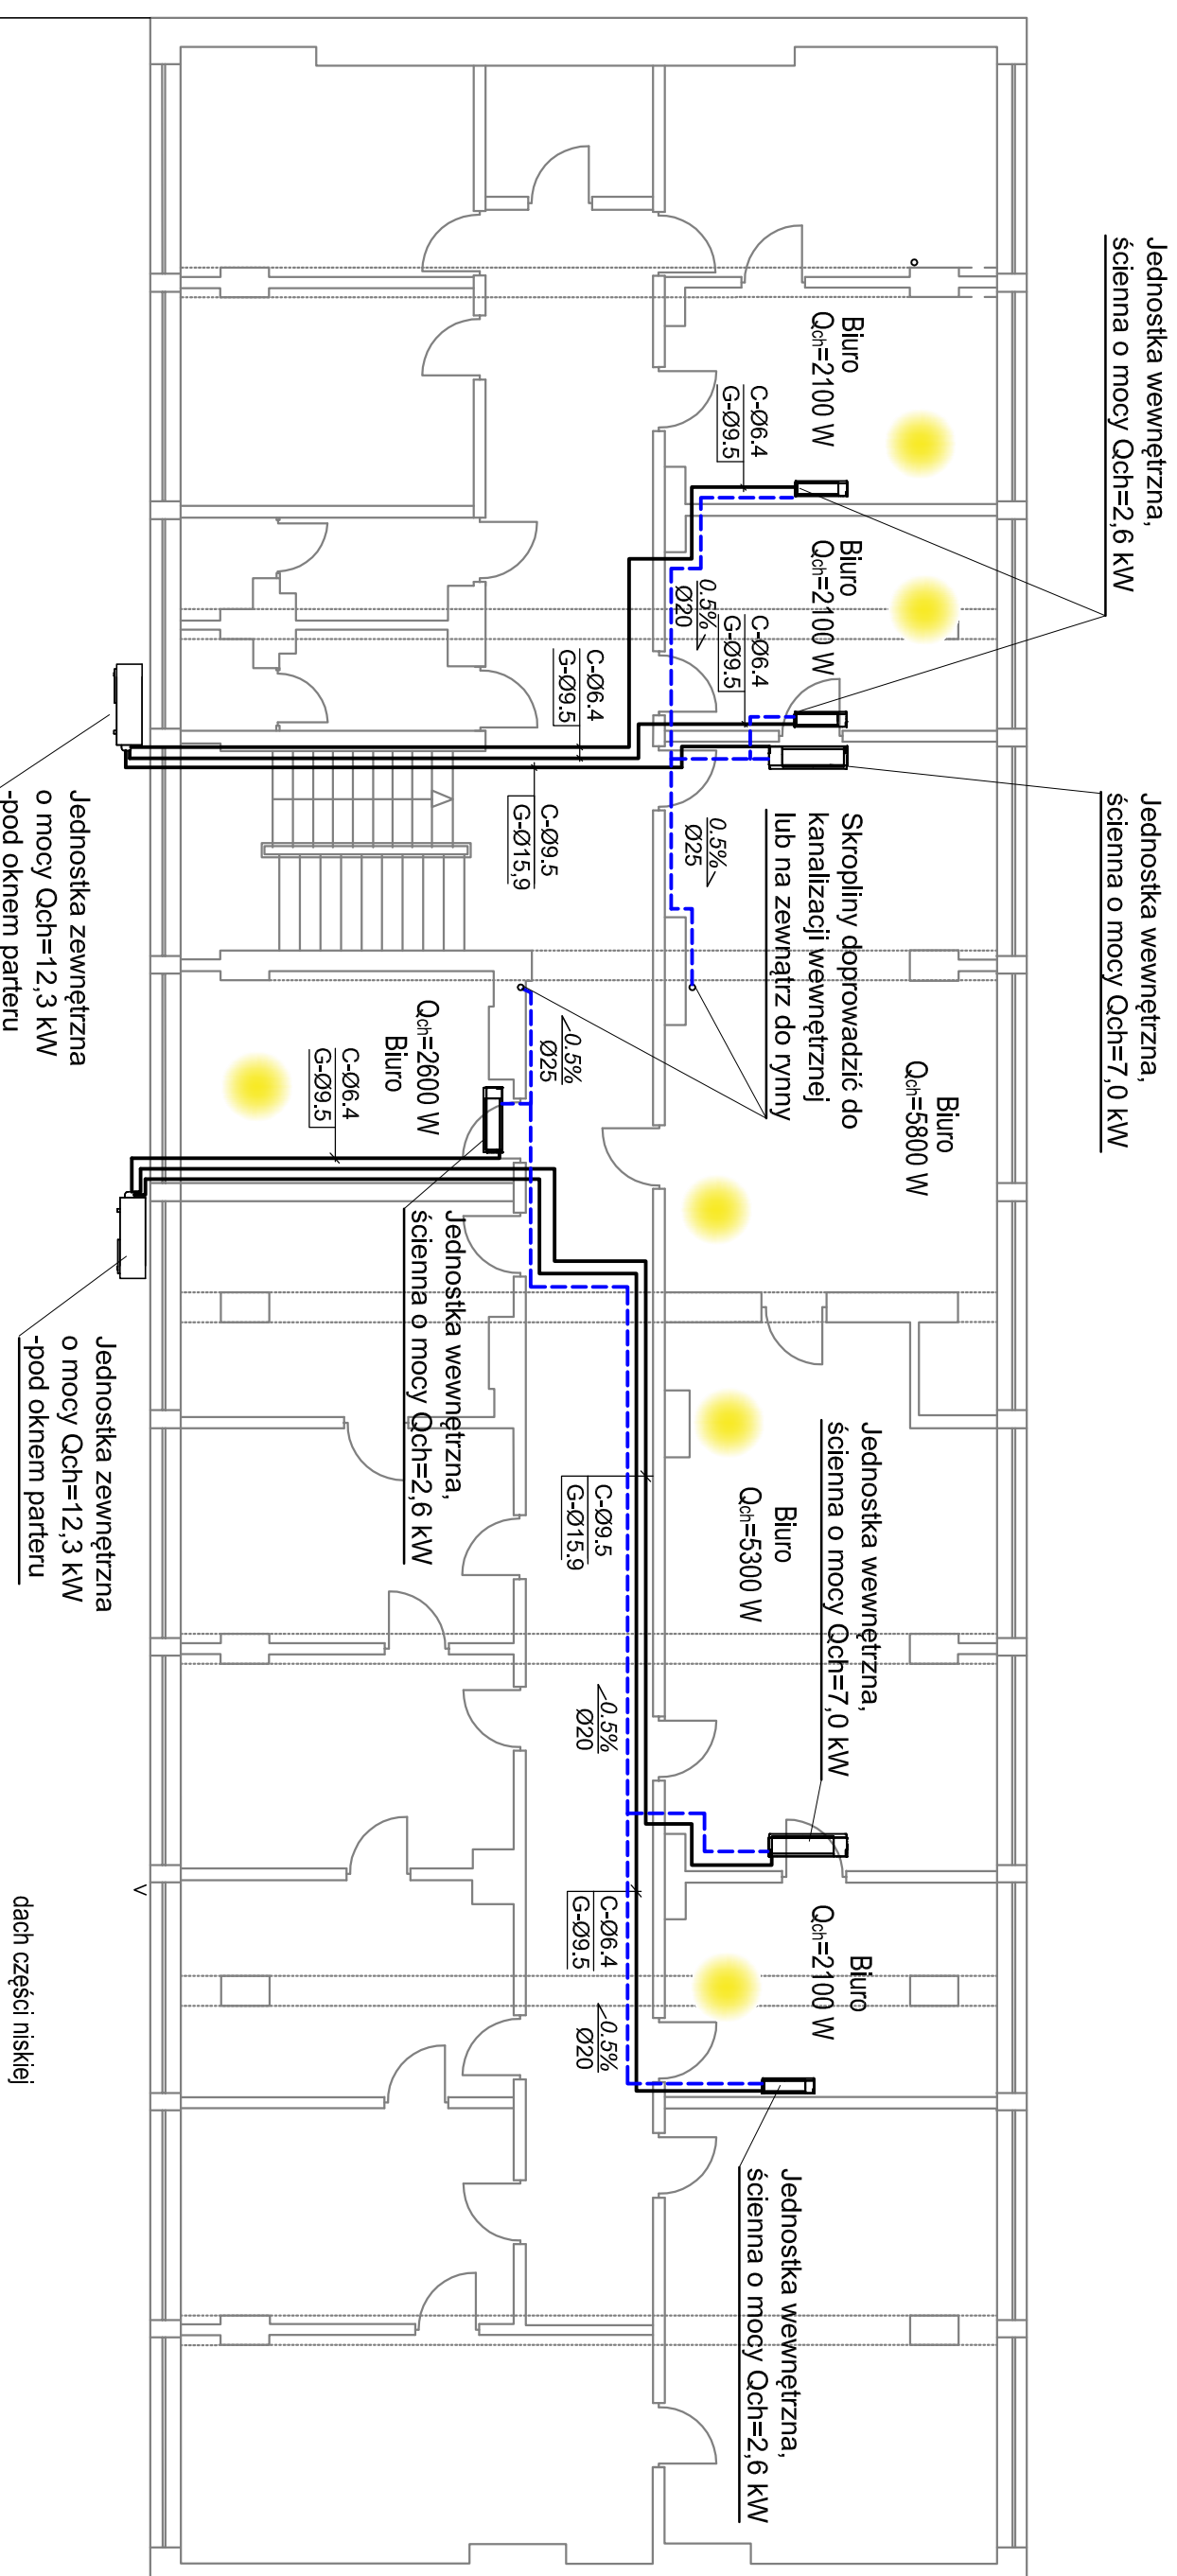 Jednostka wewnętrzna,
ścienna o mocy Qch=2,6 kW
Jednostka wewnętrzna,
ścienna o mocy Qch=7,0 kW
Biuro
Qch=2100 W
C-Ø6.4
G-Ø9.5
Biuro
Qch=2100 W
0.5%
Ø20
C-Ø6.4
G-Ø9.5
C-Ø6.4
G-Ø9.5
C-Ø9.5
G-Ø15,9
0.5%
Ø25
Skropliny doprowadzić do
kanalizacji wewnętrznej
lub na zewnątrz do rynny
Biuro
Qch=5800 W
Jednostka zewnętrzna
o mocy Qch=12,3 kW
-pod oknem parteru
Qch=2600 W
Biuro
0.5%
Ø25
C-Ø6.4
G-Ø9.5
Jednostka wewnętrzna,
ścienna o mocy Qch=2,6 kW
Jednostka zewnętrzna
o mocy Qch=12,3 kW
-pod oknem parteru
Biuro
Qch=5300 W
Jednostka wewnętrzna,
ścienna o mocy Qch=7,0 kW
C-Ø9.5
G-Ø15.9
0.5%
Ø20
Biuro
Qch=2100 W
C-Ø6.4
G-Ø9.5
0.5%
Ø20
Jednostka wewnętrzna,
ścienna o mocy Qch=2,6 kW
dach części niskiej